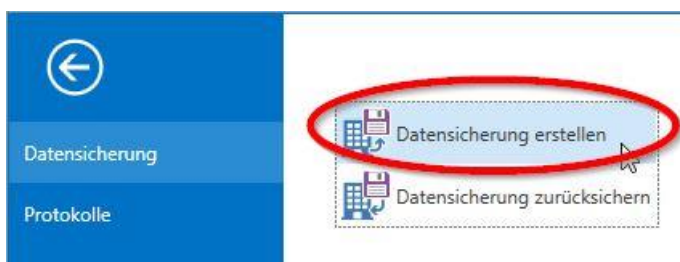 Datensicherung
Protokolle
Datensicherung erstellen
Datensicherung zurücksichern